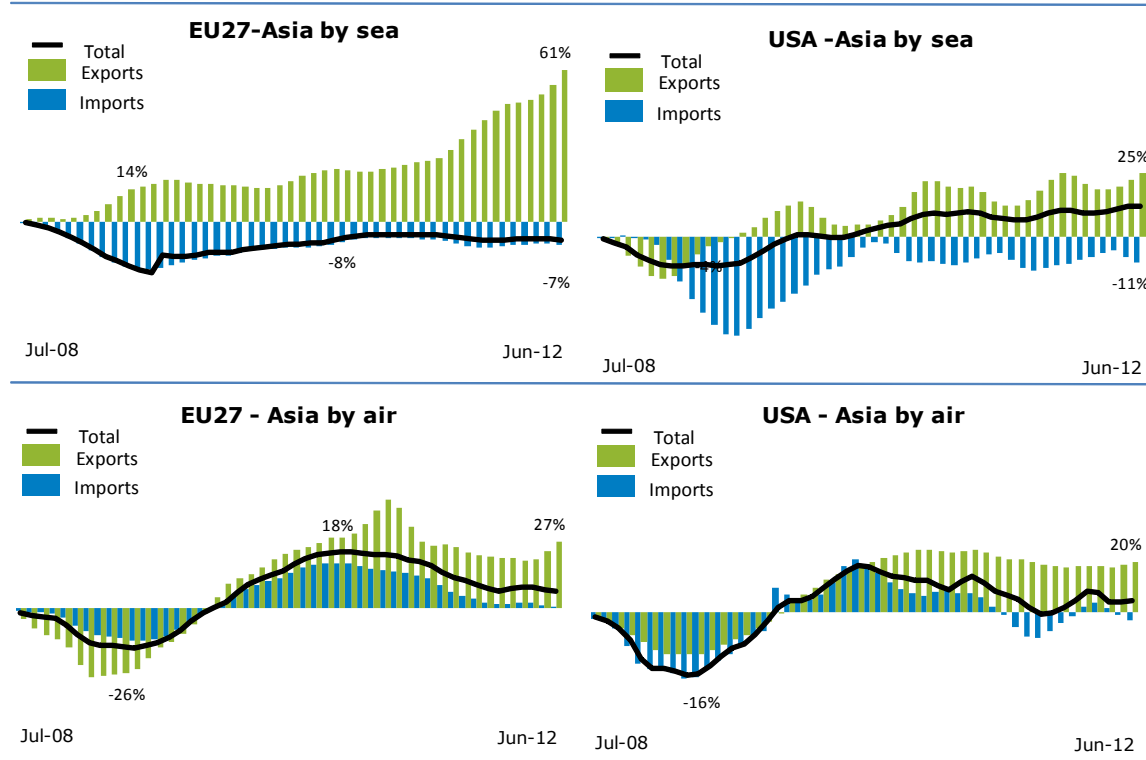 EU27-Asia by sea
Total
Exports
Imports
61%
14%
-8%
-7%
Jul-08
Jun-12
USA -Asia by sea
Total
Exports
Imports
25%
-4%
-11%
Jul-08
Jun-12
EU27 - Asia by air
Total
Exports
Imports
18%
27%
-26%
Jul-08
Jun-12
USA - Asia by air
Total
Exports
Imports
20%
-16%
Jul-08
Jun-12